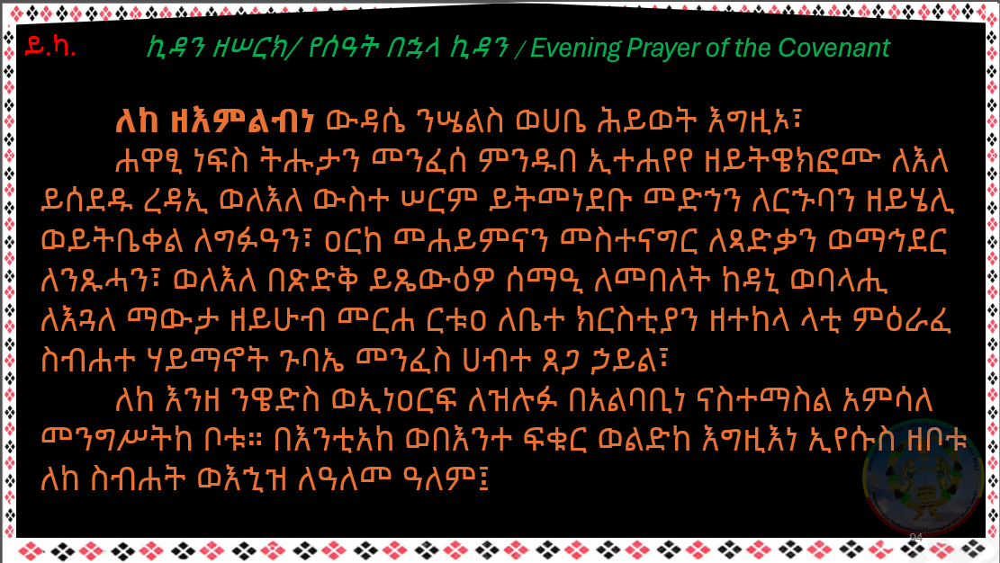 ይ.ካ. ኪዳን ዘሠርክ/ የሰዓት በኋላ ኪዳን / Evening Prayer of the Covenant
ለከ ዘእምልብነ ውዳሴ ንሤልስ ወሀቤ ሕይወት እግዚኦ፣
ሐዋፂ ነፍስ ትሑታን መንፈሰ ምንዱበ ኢተሐየየ ዘይትዌክፎሙ ለእለ
ይሰደዱ ረዳኢ ወለእለ ውስተ ሠርም ይትመነደቡ መድኀን ለርኁባን ዘይሄሊ
ወይትቤቀል ለግፉዓን፣ ዐርከ መሐይምናን መስተናግር ለጻድቃን ወማኅደር
ለንጹሓን፣ ወለእለ በጽድቅ ይጼውዕዎ ሰማዒ ለመበለት ከዳኒ ወባላሒ
ለእጓለ ማውታ ዘይሁብ መርሐ ርቱዐ ለቤተ ክርስቲያን ዘተከላ ላቲ ምዕራፈ
ስብሐተ ሃይማኖት ጉባኤ መንፈስ ሀብተ ጸጋ ኃይል፣
ለከ እንዘ ንዌድስ ወኢነዐርፍ ለዝሉፉ በአልባቢነ ናስተማስል አምሳለ
መንግሥትከ ቦቱ። በእንቲአከ ወበእንተ ፍቁር ወልድከ እግዚእነ ኢየሱስ ዘቦቱ
ለከ ስብሐት ወእኂዝ ለዓለመ ዓለም፤
94